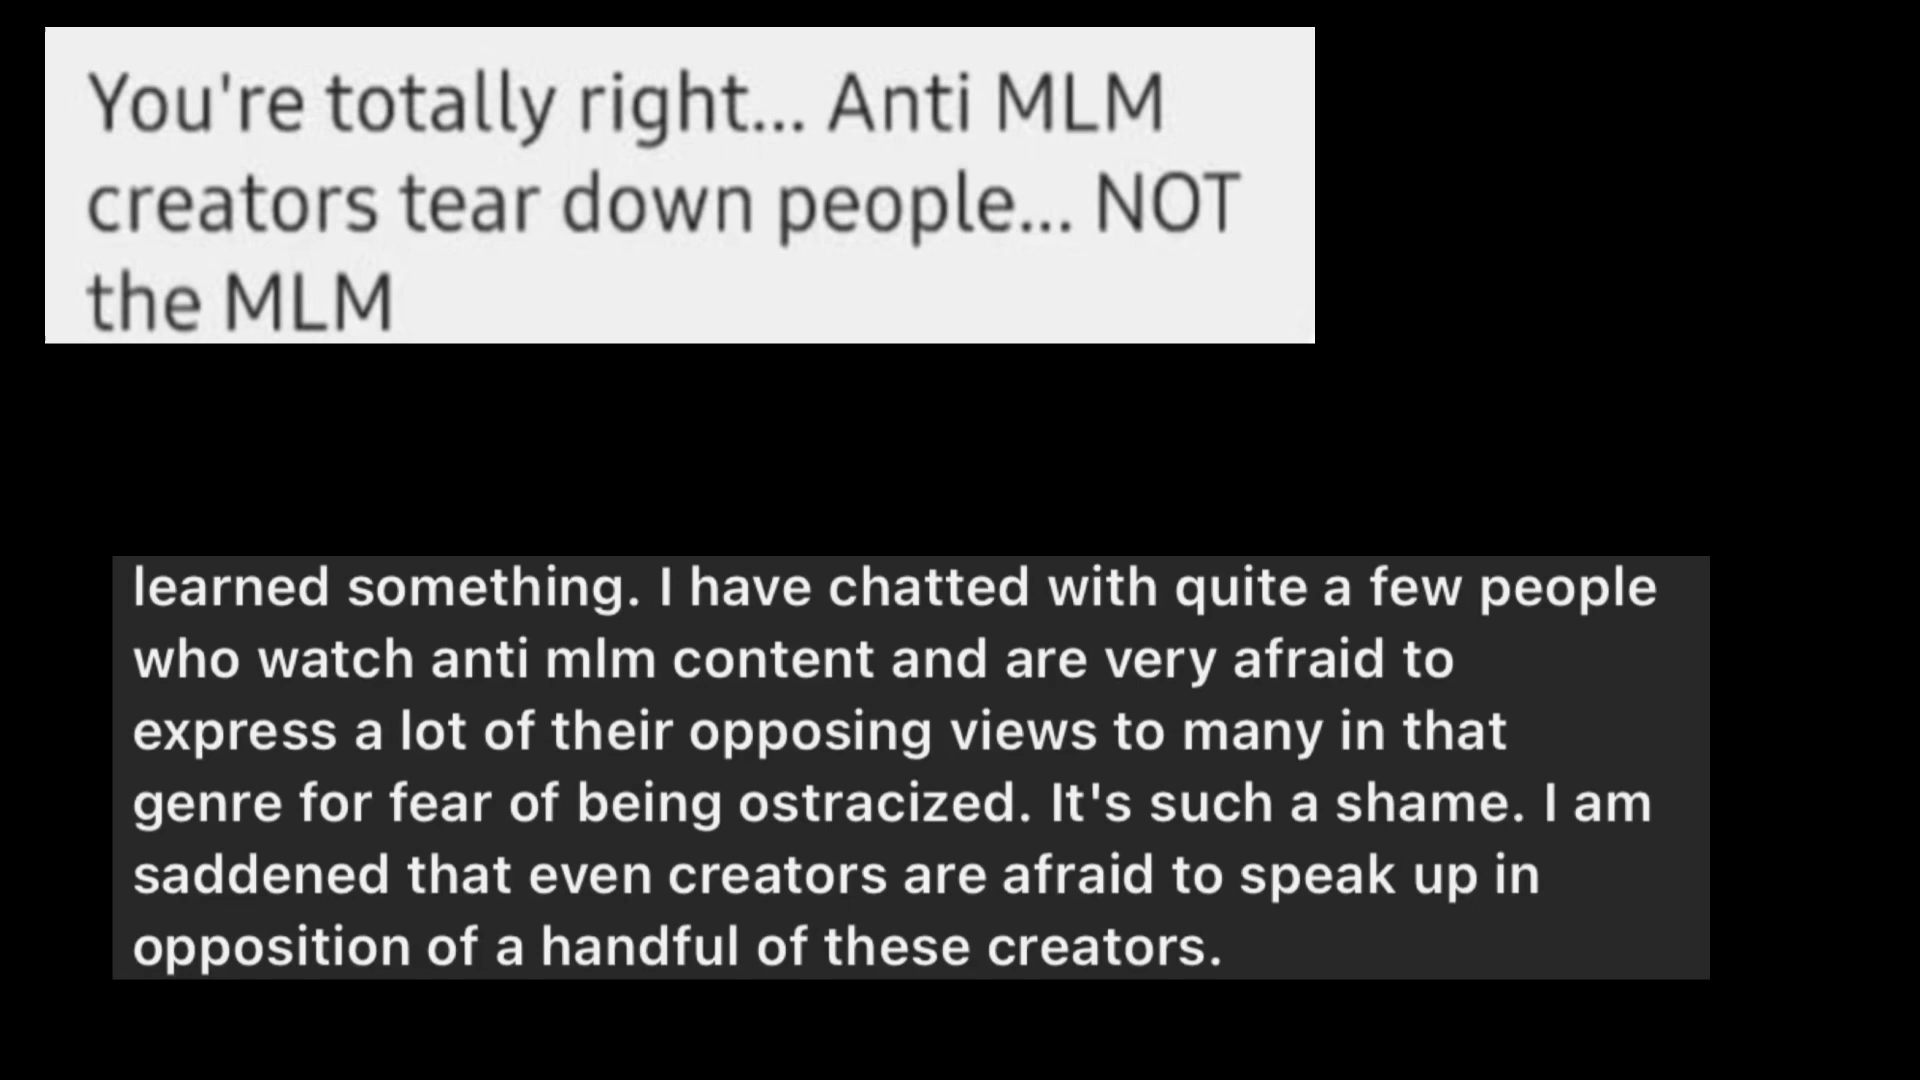 You're totally right... Anti MLM
creators tear down people... NOT
the MLM
learned something. I have chatted with quite a few people
who watch anti mlm content and are very afraid to
express a lot of their opposing views to many in that
genre for fear of being ostracized. It's such a shame. I am
saddened that even creators are afraid to speak up in
opposition of a handful of these creators.